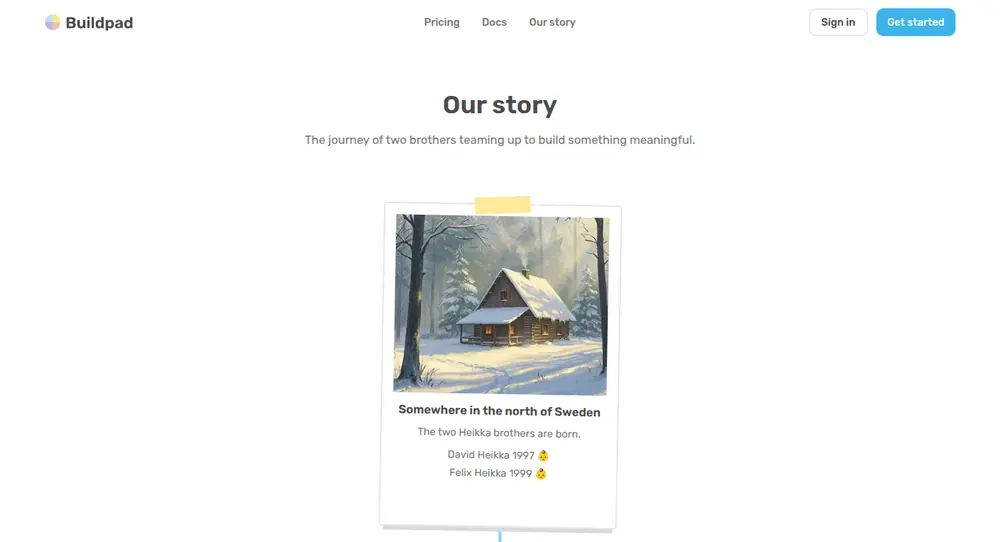 Buildpad
Pricing
Docs
Our story
Sign in
Get started
Our story
The journey of two brothers teaming up to build something meaningful.
Somewhere in the north of Sweden
The two Heikka brothers are born.
David Heikka 1997 👶
Felix Heikka 1999 👶